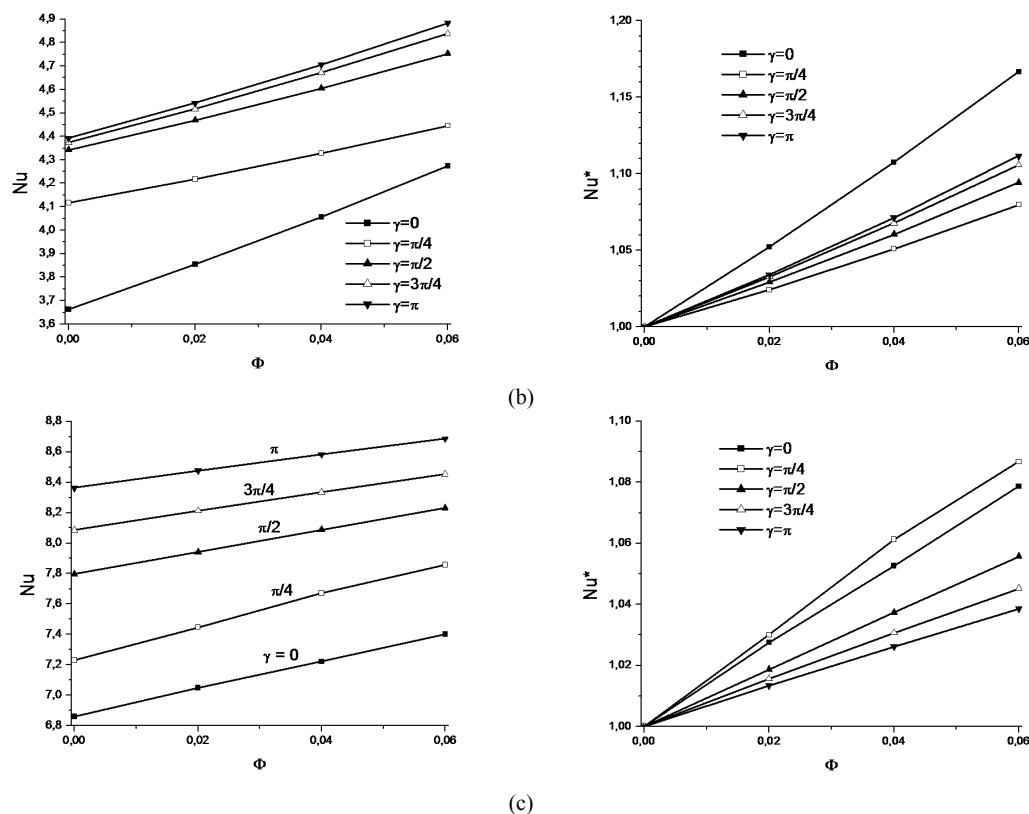 4,9
4,8
4,7
4,6
4,5
4,4
4,3
4,2
4,1
4,0
3,9
3,8
3,7
3,6
Nu
γ=0
γ=π/4
γ=π/2
γ=3π/4
γ=π
0,00 0,02 0,04 0,06
Φ
1,20
1,15
1,10
1,05
1,00
Nu*
γ=0
γ=π/4
γ=π/2
γ=3π/4
γ=π
0,00 0,02 0,04 0,06
Φ
(b)
8,8
8,6
8,4
8,2
8,0
7,8
7,6
7,4
7,2
7,0
6,8
Nu
π
3π/4
π/2
π/4
γ = 0
0,00 0,02 0,04 0,06
Φ
1,10
1,08
1,06
1,04
1,02
1,00
Nu*
γ=0
γ=π/4
γ=π/2
γ=3π/4
γ=π
0,00 0,02 0,04 0,06
Φ
(c)